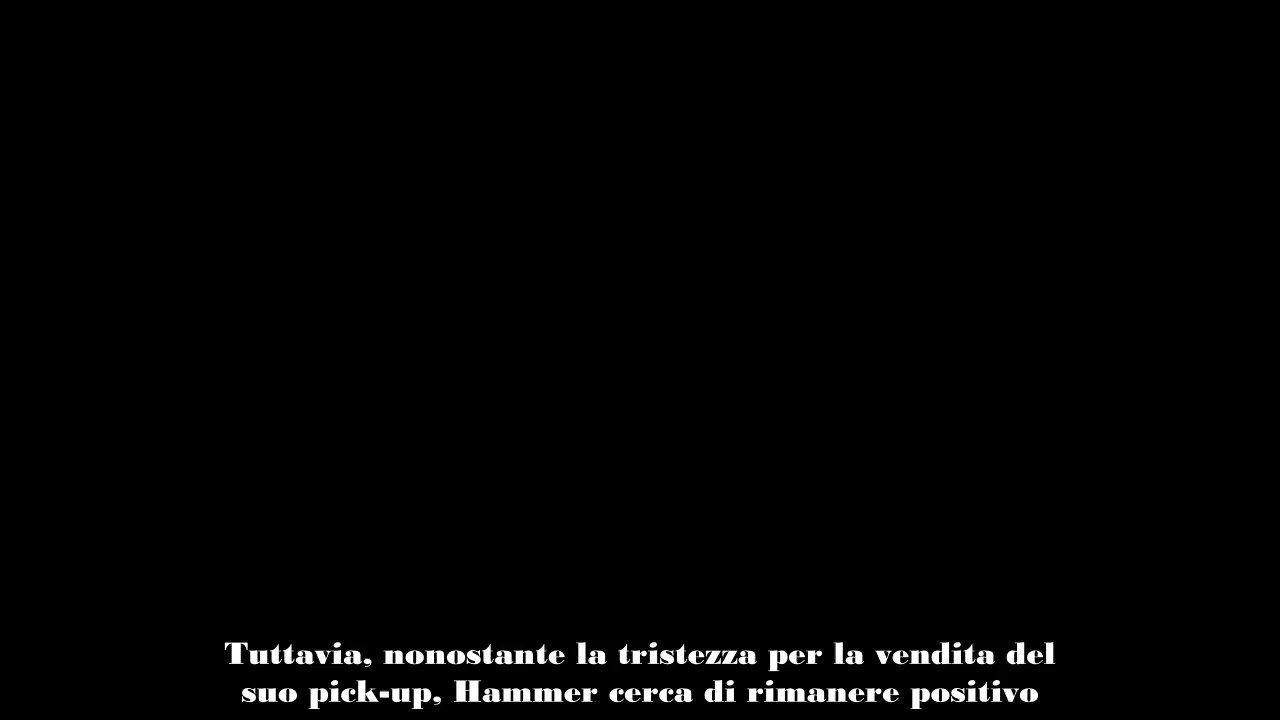 Tuttavia, nonostante la tristezza per la vendita del
suo pick-up, Hammer cerca di rimanere positivo